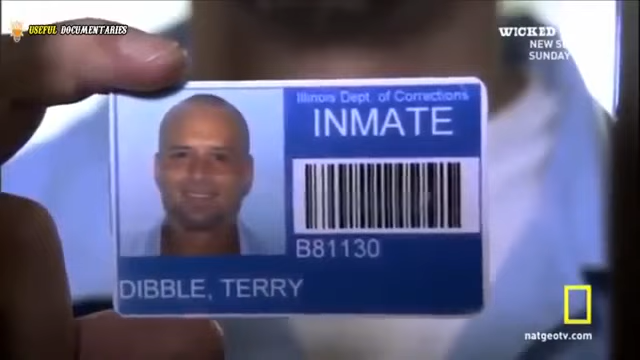 USEFUL DOCUMENTARIES
WICKED
NEW
SUNDAY
Illinois Dept. of Corrections
INMATE
B81130
DIBBLE, TERRY
natgeotv.com